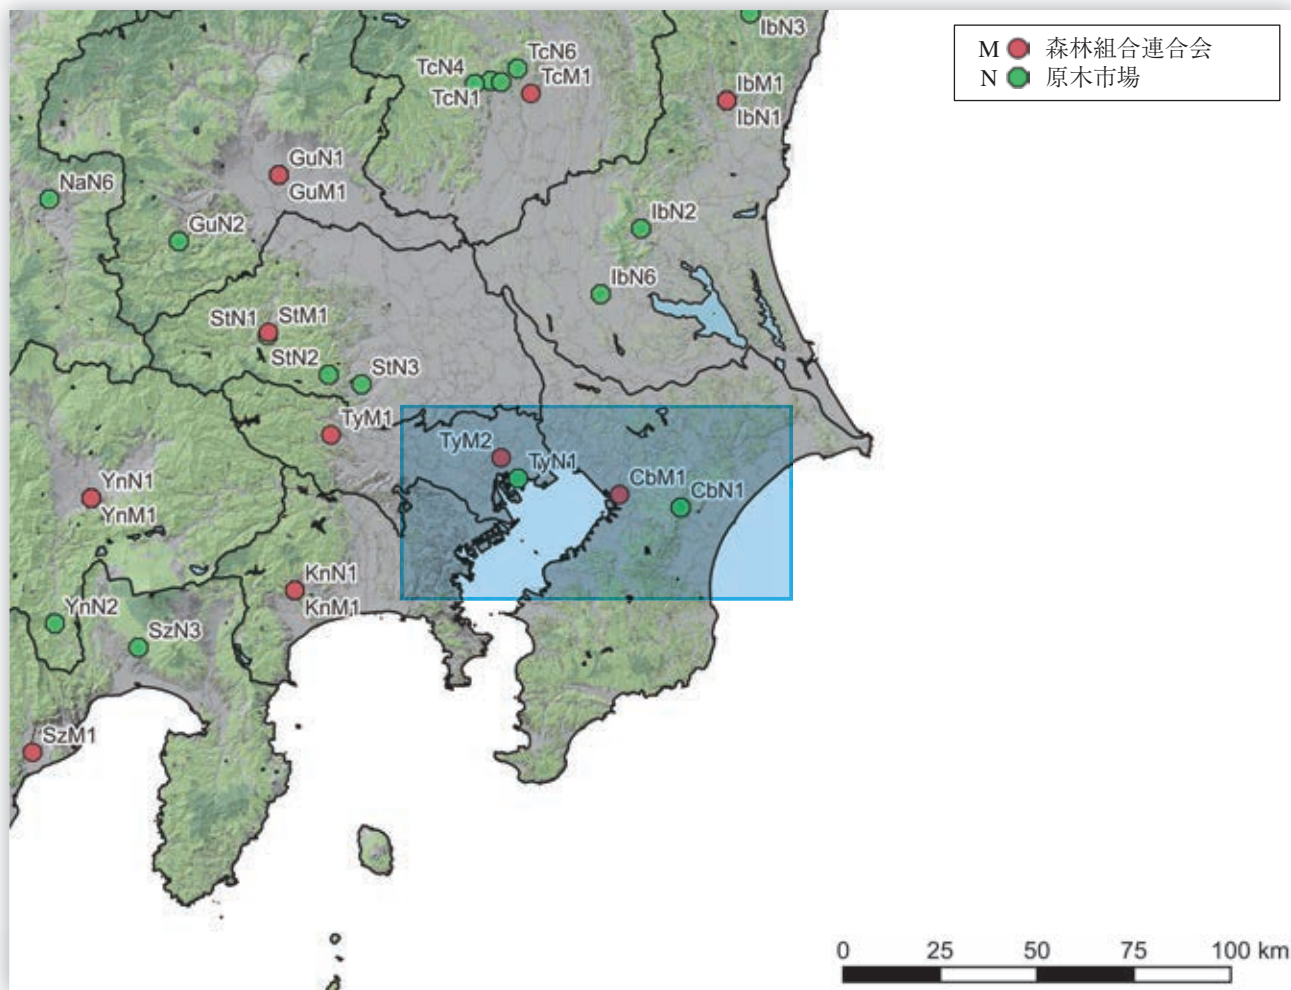 IbN3
M 森林組合連合会
N 原木市場
TcN6
TcN4
TcM1
TcN1
IbM1
IbN1
GuN1
GuM1
NaN6
GuN2
IbN2
IbN6
StN1 StM1
StN2
StN3
TyM1
TyM2
TyN1
CbM1
CbN1
YnN1
YnM1
KnN1
KnM1
YnN2
SzN3
SzM1
0 25 50 75 100 km